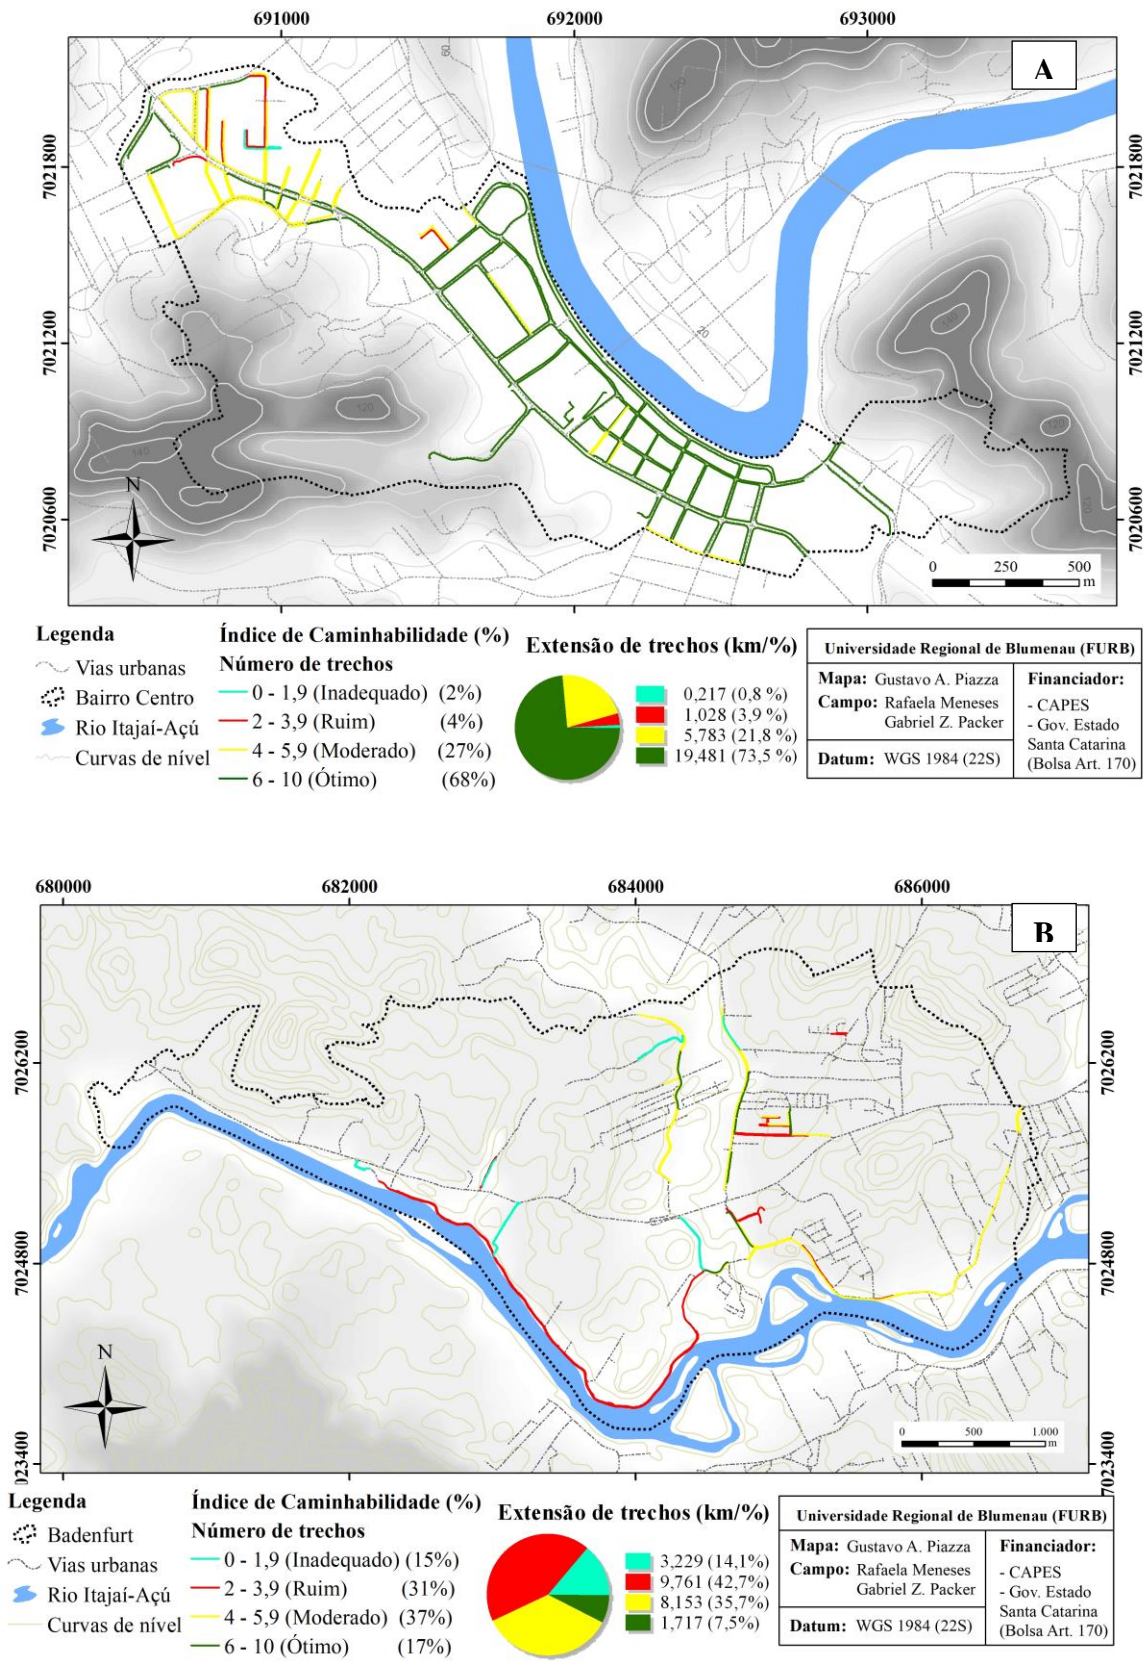 691000 692000 693000
A
7021800 7021800
7021200 7021200
7020600 7020600
60
20
120
140
120
N
0 250 500
m
Legenda
Vias urbanas
Bairro Centro
Rio Itajaí-Açú
Curvas de nível
Índice de Caminhabilidade (%)
Número de trechos
0 - 1,9 (Inadequado) (2%)
2 - 3,9 (Ruim) (4%)
4 - 5,9 (Moderado) (27%)
6 - 10 (Ótimo) (68%)
Extensão de trechos (km/%)
0,217 (0,8 %)
1,028 (3,9 %)
5,783 (21,8 %)
19,481 (73,5 %)
Universidade Regional de Blumenau (FURB)
Mapa: Gustavo A. Piazza
Campo: Rafaela Meneses
Gabriel Z. Packer
Datum: WGS 1984 (22S)
Financiador:
- CAPES
- Gov. Estado
Santa Catarina
(Bolsa Art. 170)
680000 682000 684000 686000
B
7026200 7026200
7024800 7024800
023400 7023400
N
0 500 1.000
m
Legenda
Badenfurt
Vias urbanas
Rio Itajaí-Açú
Curvas de nível
Índice de Caminhabilidade (%)
Número de trechos
0 - 1,9 (Inadequado) (15%)
2 - 3,9 (Ruim) (31%)
4 - 5,9 (Moderado) (37%)
6 - 10 (Ótimo) (17%)
Extensão de trechos (km/%)
3,229 (14,1%)
9,761 (42,7%)
8,153 (35,7%)
1,717 (7,5%)
Universidade Regional de Blumenau (FURB)
Mapa: Gustavo A. Piazza
Campo: Rafaela Meneses
Gabriel Z. Packer
Datum: WGS 1984 (22S)
Financiador:
- CAPES
- Gov. Estado
Santa Catarina
(Bolsa Art. 170)